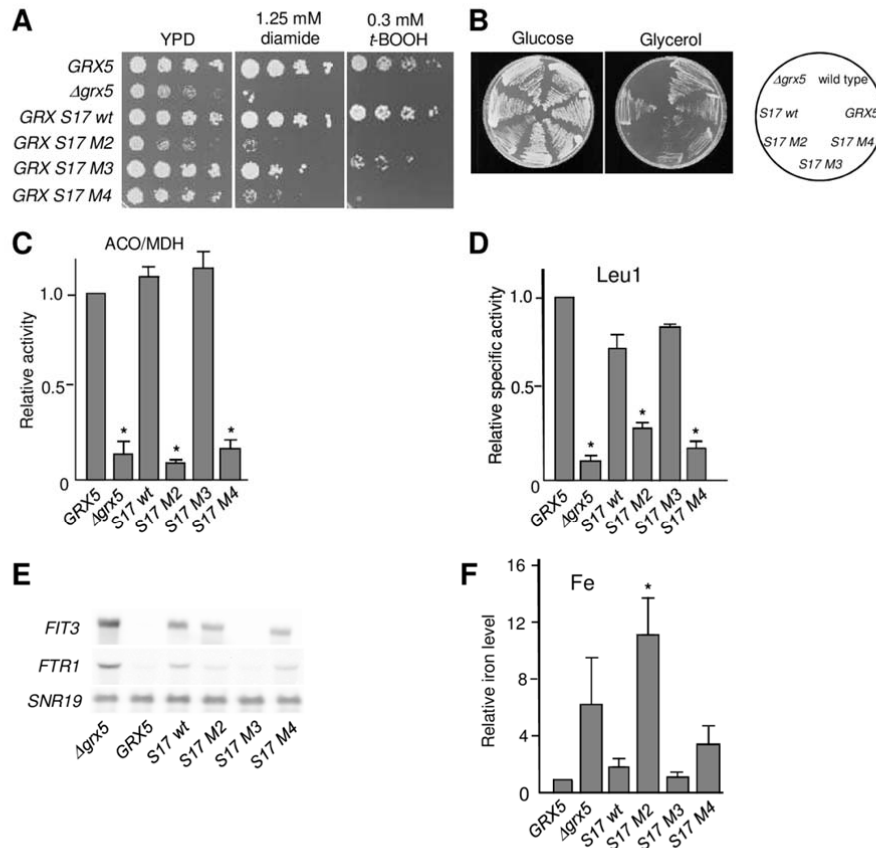 A
YPD
1.25 mM
diamide
0.3 mM
t-BOOH
GRX5
Δgrx5
GRX S17 wt
GRX S17 M2
GRX S17 M3
GRX S17 M4
B
Glucose
Glycerol
Δgrx5 wild type
S17 wt GRX5
S17 M2 S17 M4
S17 M3
C
ACO/MDH
Relative activity
1.0
0.5
0
* * *
GRX5 Δgrx5 S17 wt S17 M2 S17 M3 S17 M4
D
Leu1
Relative specific activity
1.0
0.5
0
* * *
GRX5 Δgrx5 S17 wt S17 M2 S17 M3 S17 M4
E
FIT3
FTR1
SNR19
Δgrx5 GRX5 S17 wt S17 M2 S17 M3 S17 M4
F
Fe
Relative iron level
16
12
8
4
0
*
GRX5 Δgrx5 S17 wt S17 M2 S17 M3 S17 M4